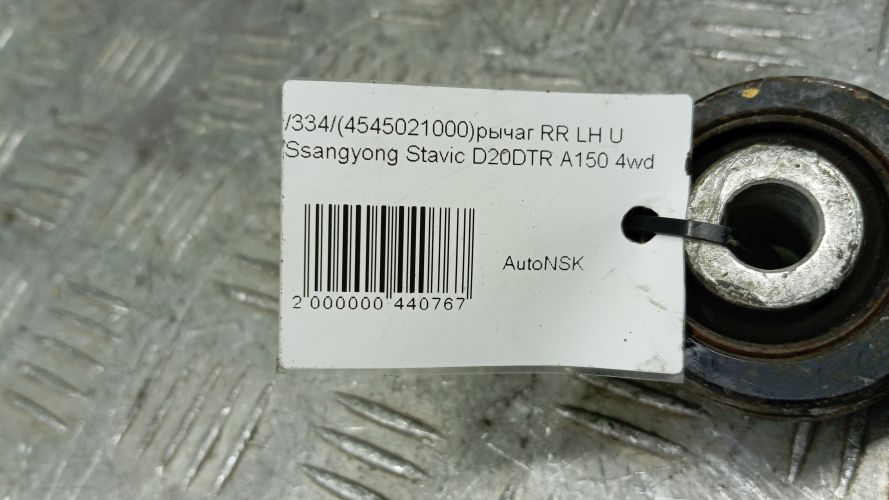 /334/(4545021000)рычаг RR LH U
/Ssangyong Stavic D20DTR A150 4wd
AutoNSK
2 000000 440767